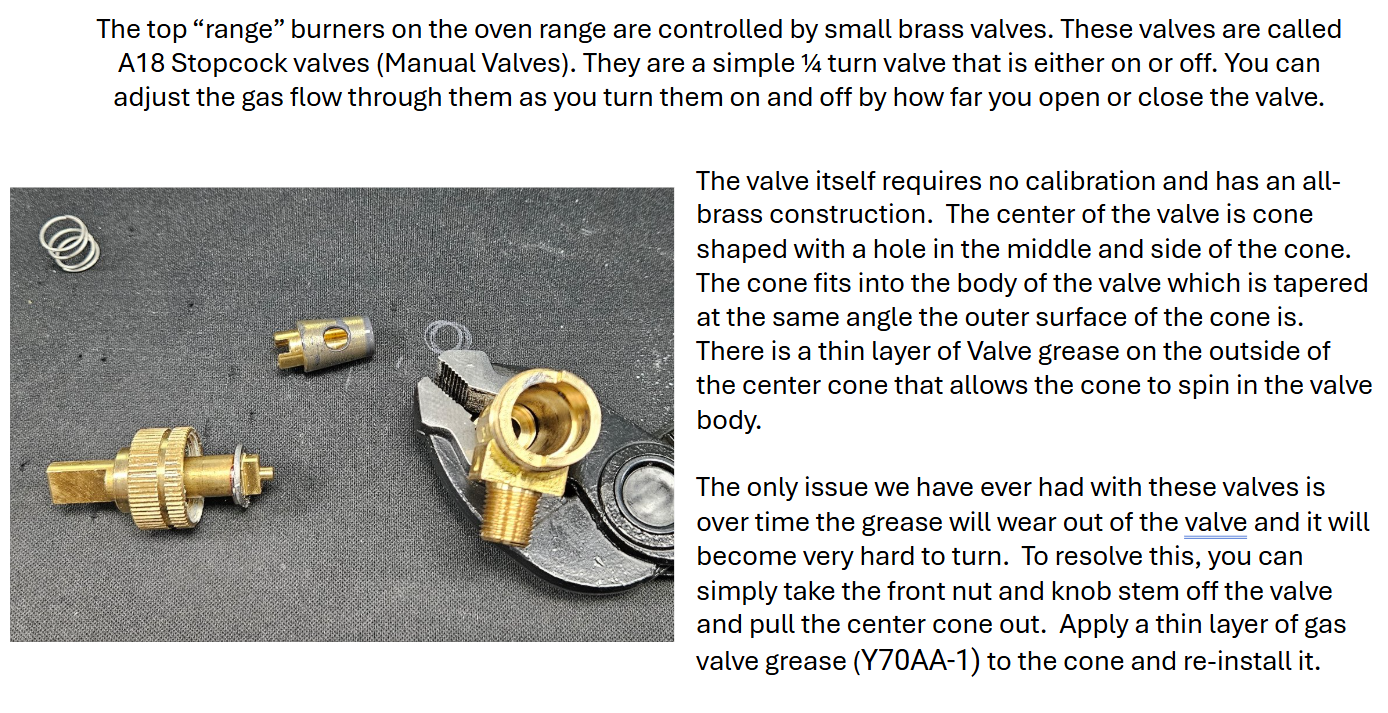 The top “range” burners on the oven range are controlled by small brass valves. These valves are called
A18 Stopcock valves (Manual Valves). They are a simple ¼ turn valve that is either on or off. You can
adjust the gas flow through them as you turn them on and off by how far you open or close the valve.
The valve itself requires no calibration and has an all-
brass construction.  The center of the valve is cone
shaped with a hole in the middle and side of the cone.
The cone fits into the body of the valve which is tapered
at the same angle the outer surface of the cone is.
There is a thin layer of Valve grease on the outside of
the center cone that allows the cone to spin in the valve
body.
The only issue we have ever had with these valves is
over time the grease will wear out of the valve and it will
become very hard to turn.  To resolve this, you can
simply take the front nut and knob stem off the valve
and pull the center cone out.  Apply a thin layer of gas
valve grease (Y70AA-1) to the cone and re-install it.